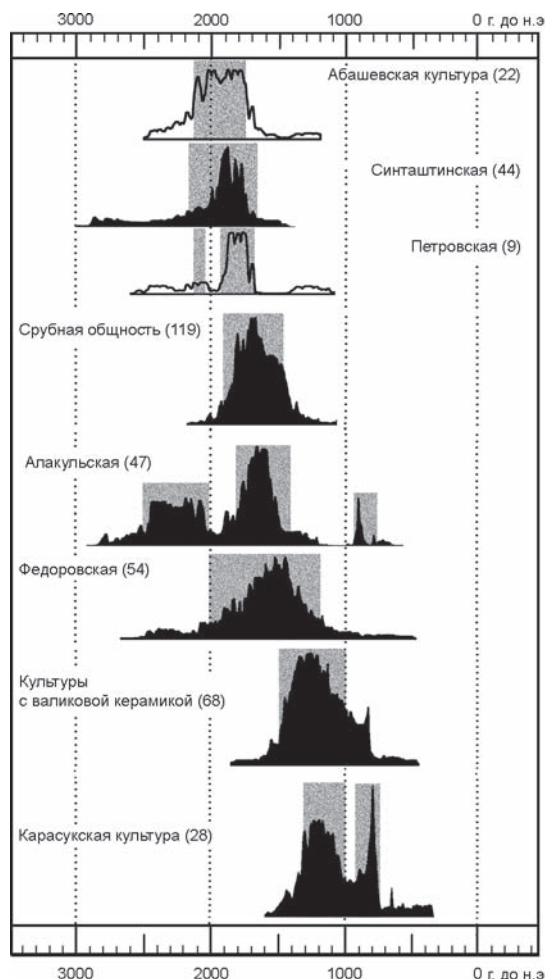 3000 2000 1000 0 г. до н.э
Абашевская культура (22)
Синташтинская (44)
Петровская (9)
Срубная общность (119)
Алакульская (47)
Федоровская (54)
Культуры
с валиковой керамикой (68)
Карасукская культура (28)
3000 2000 1000 0 г. до н.э